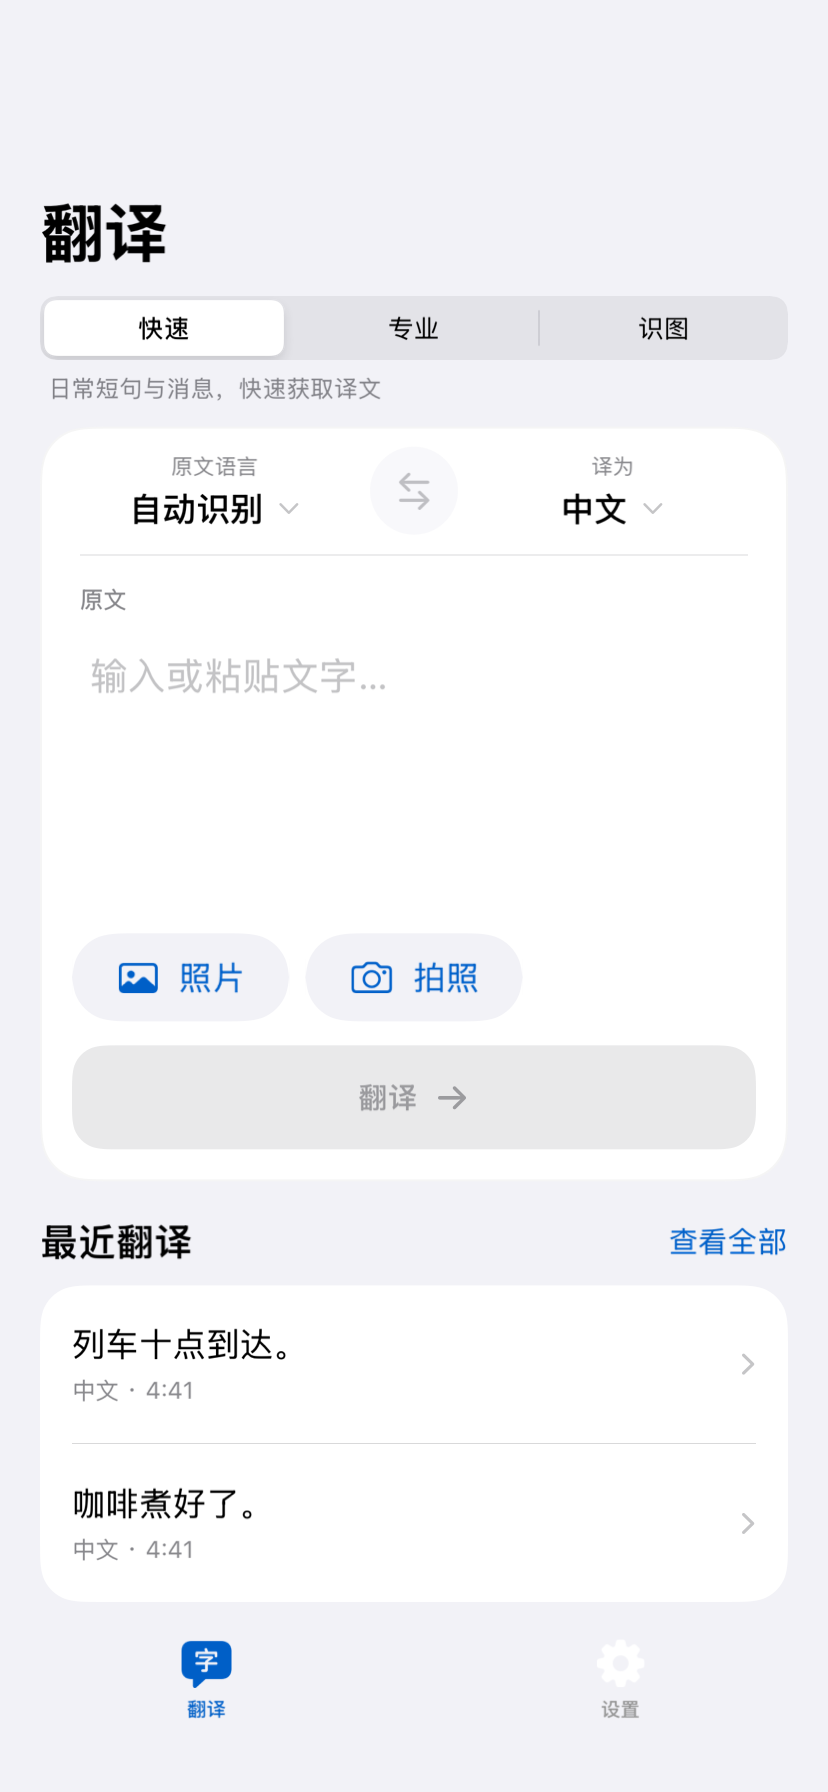 翻译
快速
专业
识图
日常短句与消息，快速获取译文
原文语言
译为
自动识别
中文
原文
输入或粘贴文字...
照片
拍照
翻译
最近翻译
查看全部
列车十点到达。
中文 · 4:41
咖啡煮好了。
中文 · 4:41
字
翻译
设置